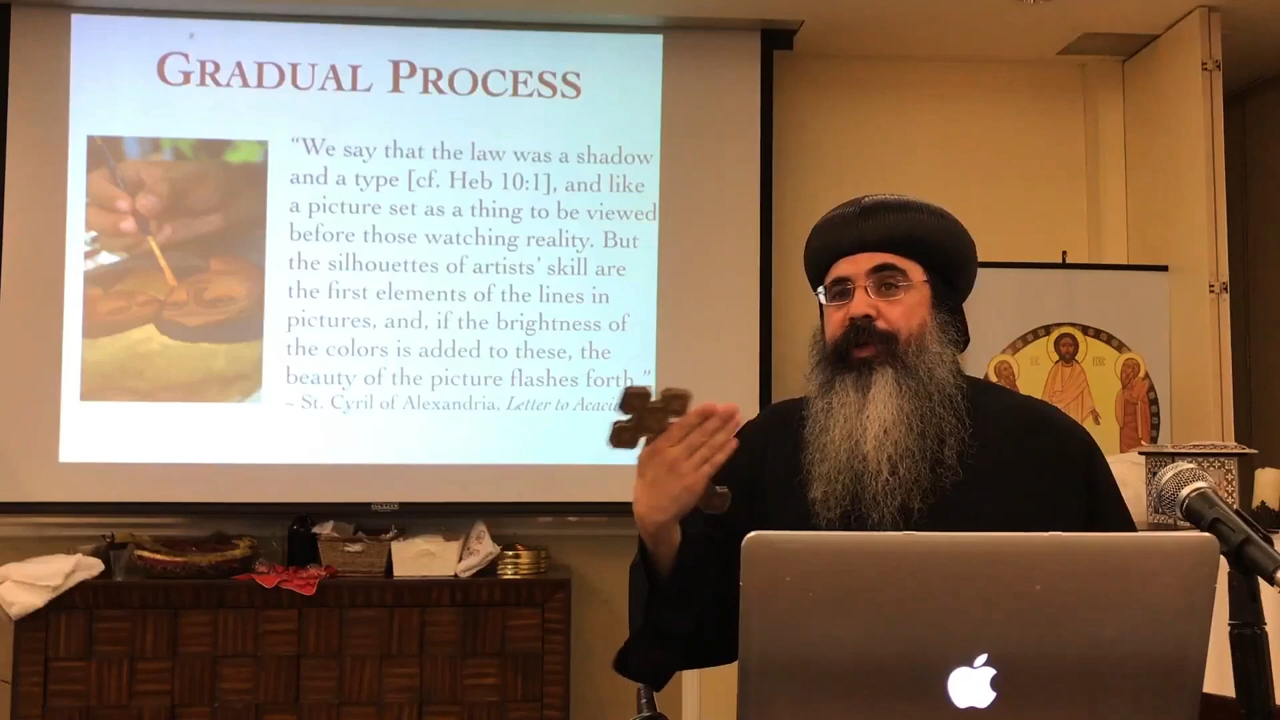 GRADUAL PROCESS
“We say that the law was a shadow
and a type [cf. Heb 10:1], and like
a picture set as a thing to be viewed
before those watching reality. But
the silhouettes of artists’ skill are
the first elements of the lines in
pictures, and, if the brightness of
the colors is added to these, the
beauty of the picture flashes forth.”
~ St. Cyril of Alexandria, Letter to